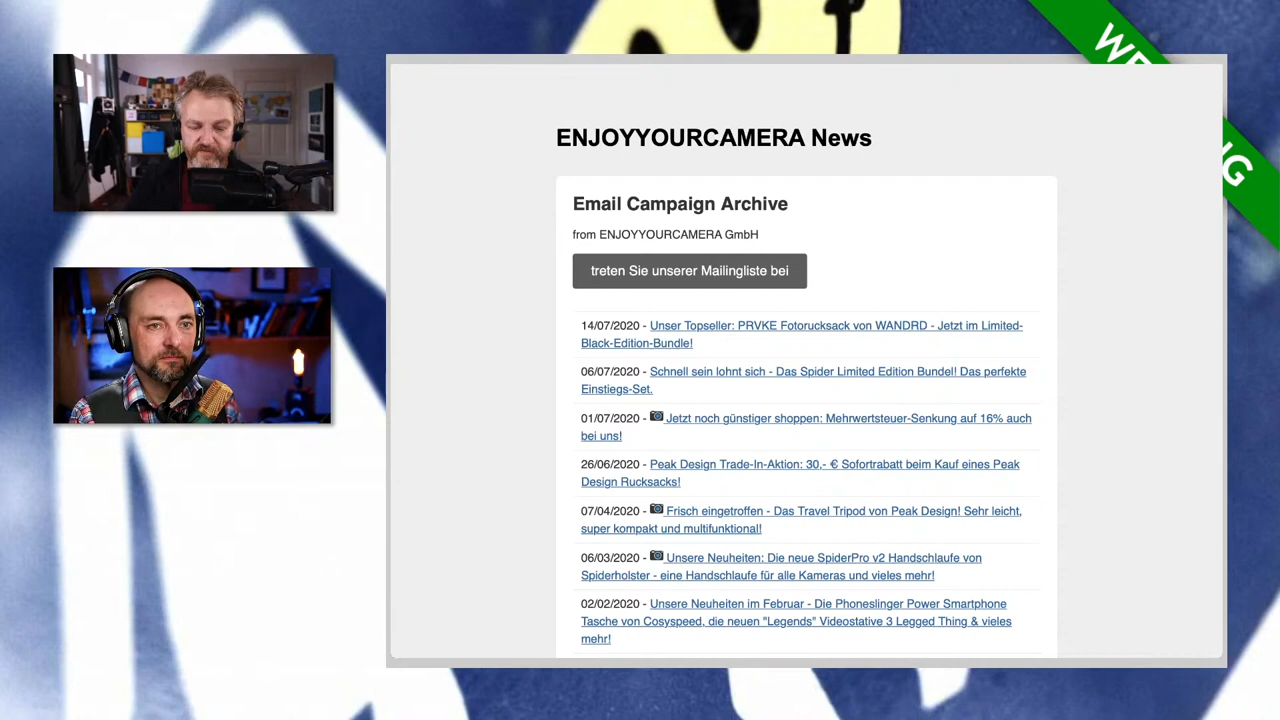 ENJOYYOURCAMERA News
Email Campaign Archive
from ENJOYYOURCAMERA GmbH
treten Sie unserer Mailingliste bei
14/07/2020 - Unser Topseller: PRVKE Fotorucksack von WANDRD - Jetzt im Limited-
Black-Edition-Bundle!
06/07/2020 - Schnell sein lohnt sich - Das Spider Limited Edition Bundel! Das perfekte
Einstiegs-Set.
01/07/2020 - Jetzt noch günstiger shoppen: Mehrwertsteuer-Senkung auf 16% auch
bei uns!
26/06/2020 - Peak Design Trade-In-Aktion: 30,- € Sofortrabatt beim Kauf eines Peak
Design Rucksacks!
07/04/2020 - Frisch eingetroffen - Das Travel Tripod von Peak Design! Sehr leicht,
super kompakt und multifunktional!
06/03/2020 - Unsere Neuheiten: Die neue SpiderPro v2 Handschlaufe von
Spiderholster - eine Handschlaufe für alle Kameras und vieles mehr!
02/02/2020 - Unsere Neuheiten im Februar - Die Phoneslinger Power Smartphone
Tasche von Cosyspeed, die neuen "Legends" Videostative 3 Legged Thing & vieles
mehr!